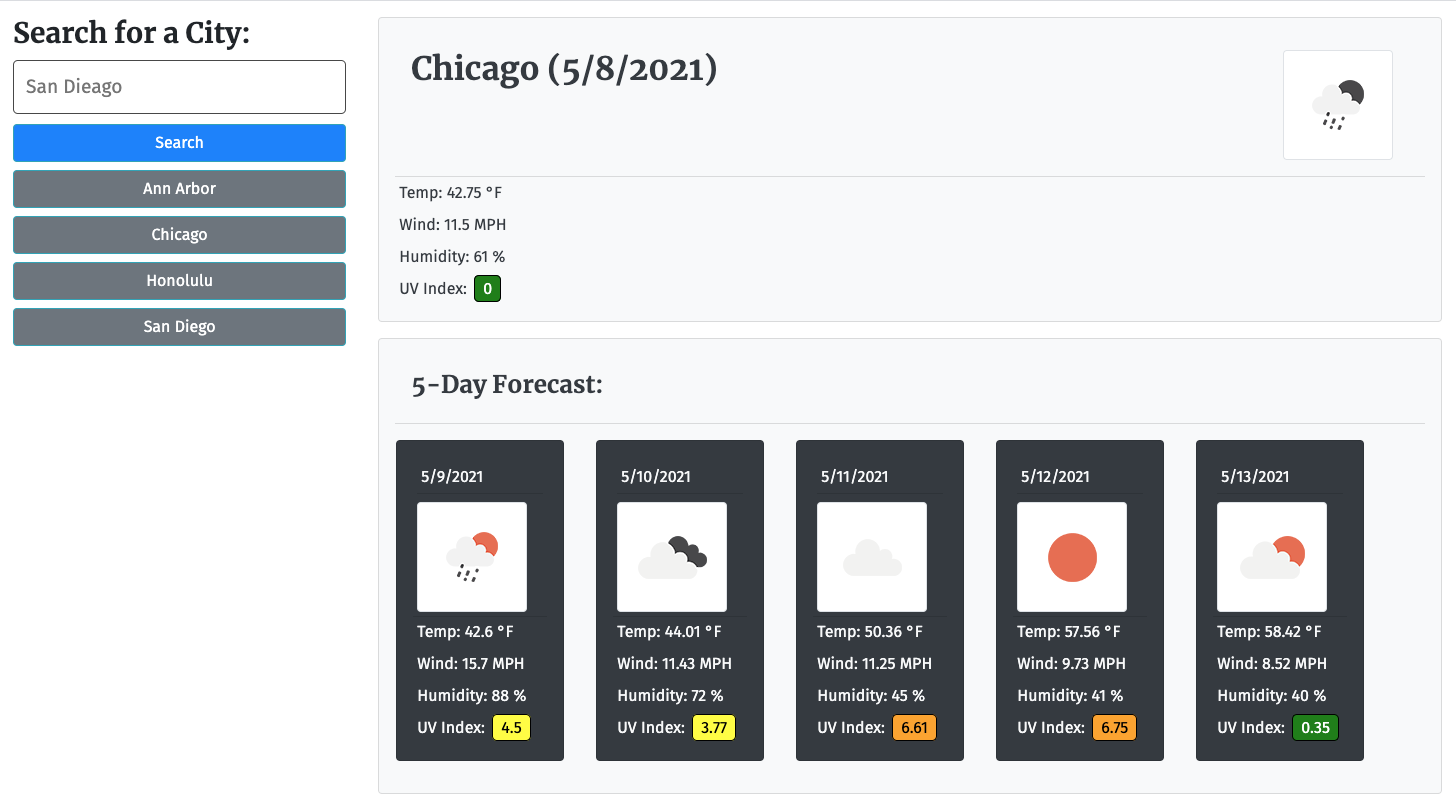 Search for a City:
San Dieago
Search
Ann Arbor
Chicago
Honolulu
San Diego
Chicago (5/8/2021)
Temp: 42.75 °F
Wind: 11.5 MPH
Humidity: 61 %
UV Index: 0
5-Day Forecast:
5/9/2021
Temp: 42.6 °F
Wind: 15.7 MPH
Humidity: 88 %
UV Index: 4.5
5/10/2021
Temp: 44.01 °F
Wind: 11.43 MPH
Humidity: 72 %
UV Index: 3.77
5/11/2021
Temp: 50.36 °F
Wind: 11.25 MPH
Humidity: 45 %
UV Index: 6.61
5/12/2021
Temp: 57.56 °F
Wind: 9.73 MPH
Humidity: 41 %
UV Index: 6.75
5/13/2021
Temp: 58.42 °F
Wind: 8.52 MPH
Humidity: 40 %
UV Index: 0.35